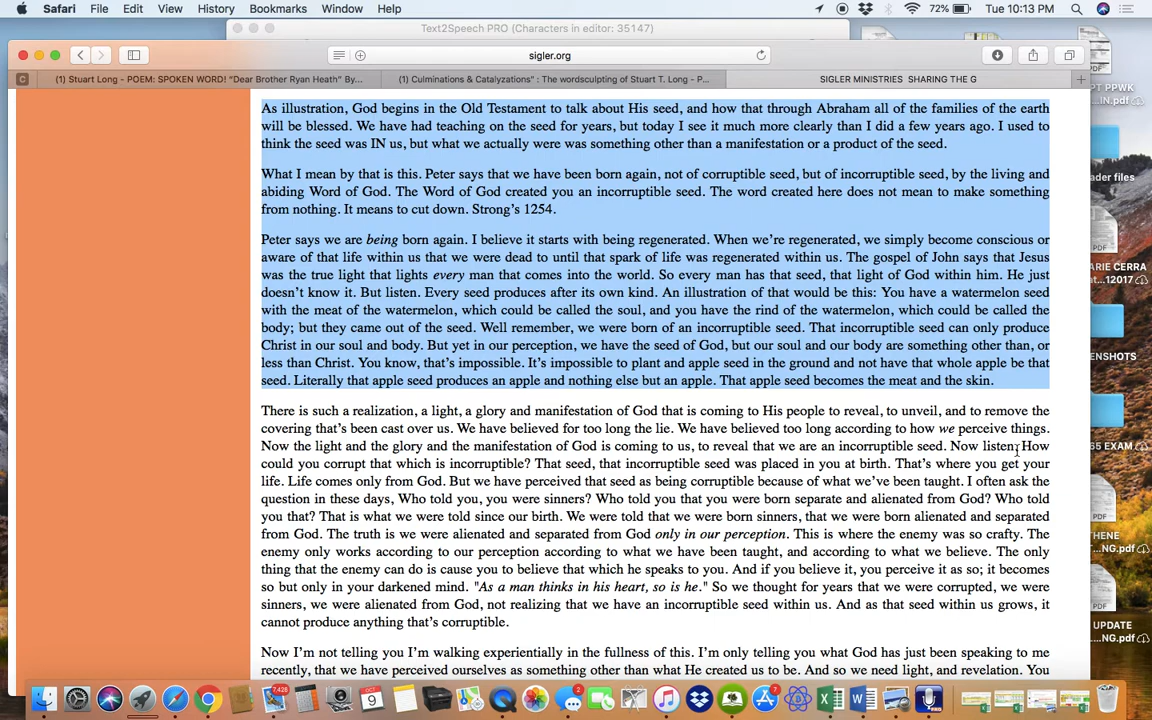 Safari File Edit View History Bookmarks Window Help
72% Tue 10:13 PM
Text2Speech PRO (Characters in editor: 35147)
sigler.org
C (1) Stuart Long - POEM: SPOKEN WORD! “Dear Brother Ryan Heath” By...
(1) Culminations & Catalyzations" : The wordsculpting of Stuart T. Long - P...
SIGLER MINISTRIES SHARING THE G
As illustration, God begins in the Old Testament to talk about His seed, and how that through Abraham all of the families of the earth
will be blessed. We have had teaching on the seed for years, but today I see it much more clearly than I did a few years ago. I used to
think the seed was IN us, but what we actually were was something other than a manifestation or a product of the seed.
What I mean by that is this. Peter says that we have been born again, not of corruptible seed, but of incorruptible seed, by the living and
abiding Word of God. The Word of God created you an incorruptible seed. The word created here does not mean to make something
from nothing. It means to cut down. Strong’s 1254.
Peter says we are being born again. I believe it starts with being regenerated. When we’re regenerated, we simply become conscious or
aware of that life within us that we were dead to until that spark of life was regenerated within us. The gospel of John says that Jesus
was the true light that lights every man that comes into the world. So every man has that seed, that light of God within him. He just
doesn’t know it. But listen. Every seed produces after its own kind. An illustration of that would be this: You have a watermelon seed
with the meat of the watermelon, which could be called the soul, and you have the rind of the watermelon, which could be called the
body; but they came out of the seed. Well remember, we were born of an incorruptible seed. That incorruptible seed can only produce
Christ in our soul and body. But yet in our perception, we have the seed of God, but our soul and our body are something other than, or
less than Christ. You know, that’s impossible. It’s impossible to plant and apple seed in the ground and not have that whole apple be that
seed. Literally that apple seed produces an apple and nothing else but an apple. That apple seed becomes the meat and the skin.
There is such a realization, a light, a glory and manifestation of God that is coming to His people to reveal, to unveil, and to remove the
covering that’s been cast over us. We have believed for too long the lie. We have believed too long according to how we perceive things.
Now the light and the glory and the manifestation of God is coming to us, to reveal that we are an incorruptible seed. Now listen. How
could you corrupt that which is incorruptible? That seed, that incorruptible seed was placed in you at birth. That’s where you get your
life. Life comes only from God. But we have perceived that seed as being corruptible because of what we’ve been taught. I often ask the
question in these days, Who told you, you were sinners? Who told you that you were born separate and alienated from God? Who told
you that? That is what we were told since our birth. We were told that we were born sinners, that we were born alienated and separated
from God. The truth is we were alienated and separated from God only in our perception. This is where the enemy was so crafty. The
enemy only works according to our perception according to what we have been taught, and according to what we believe. The only
thing that the enemy can do is cause you to believe that which he speaks to you. And if you believe it, you perceive it as so; it becomes
so but only in your darkened mind. "As a man thinks in his heart, so is he." So we thought for years that we were corrupted, we were
sinners, we were alienated from God, not realizing that we have an incorruptible seed within us. And as that seed within us grows, it
cannot produce anything that’s corruptible.
Now I’m not telling you I’m walking experientially in the fullness of this. I’m only telling you what God has just been speaking to me
recently, that we have perceived ourselves as something other than what He created us to be. And so we need light, and revelation. You
PT PPWK
IN.pdf
ader files
PDF
ARIE CERRA
at...12017
ENSHOTS
PDF
65 EXAM
PDF
THENE
NG.pdf
PDF
UPDATE
...NG.pdf
7,428
OCT
9
2
7
PRO